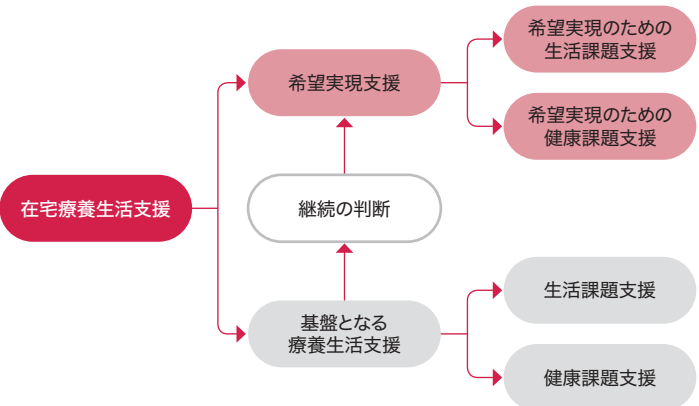 在宅療養生活支援
希望実現支援
希望実現のための
生活課題支援
希望実現のための
健康課題支援
継続の判断
基盤となる
療養生活支援
生活課題支援
健康課題支援